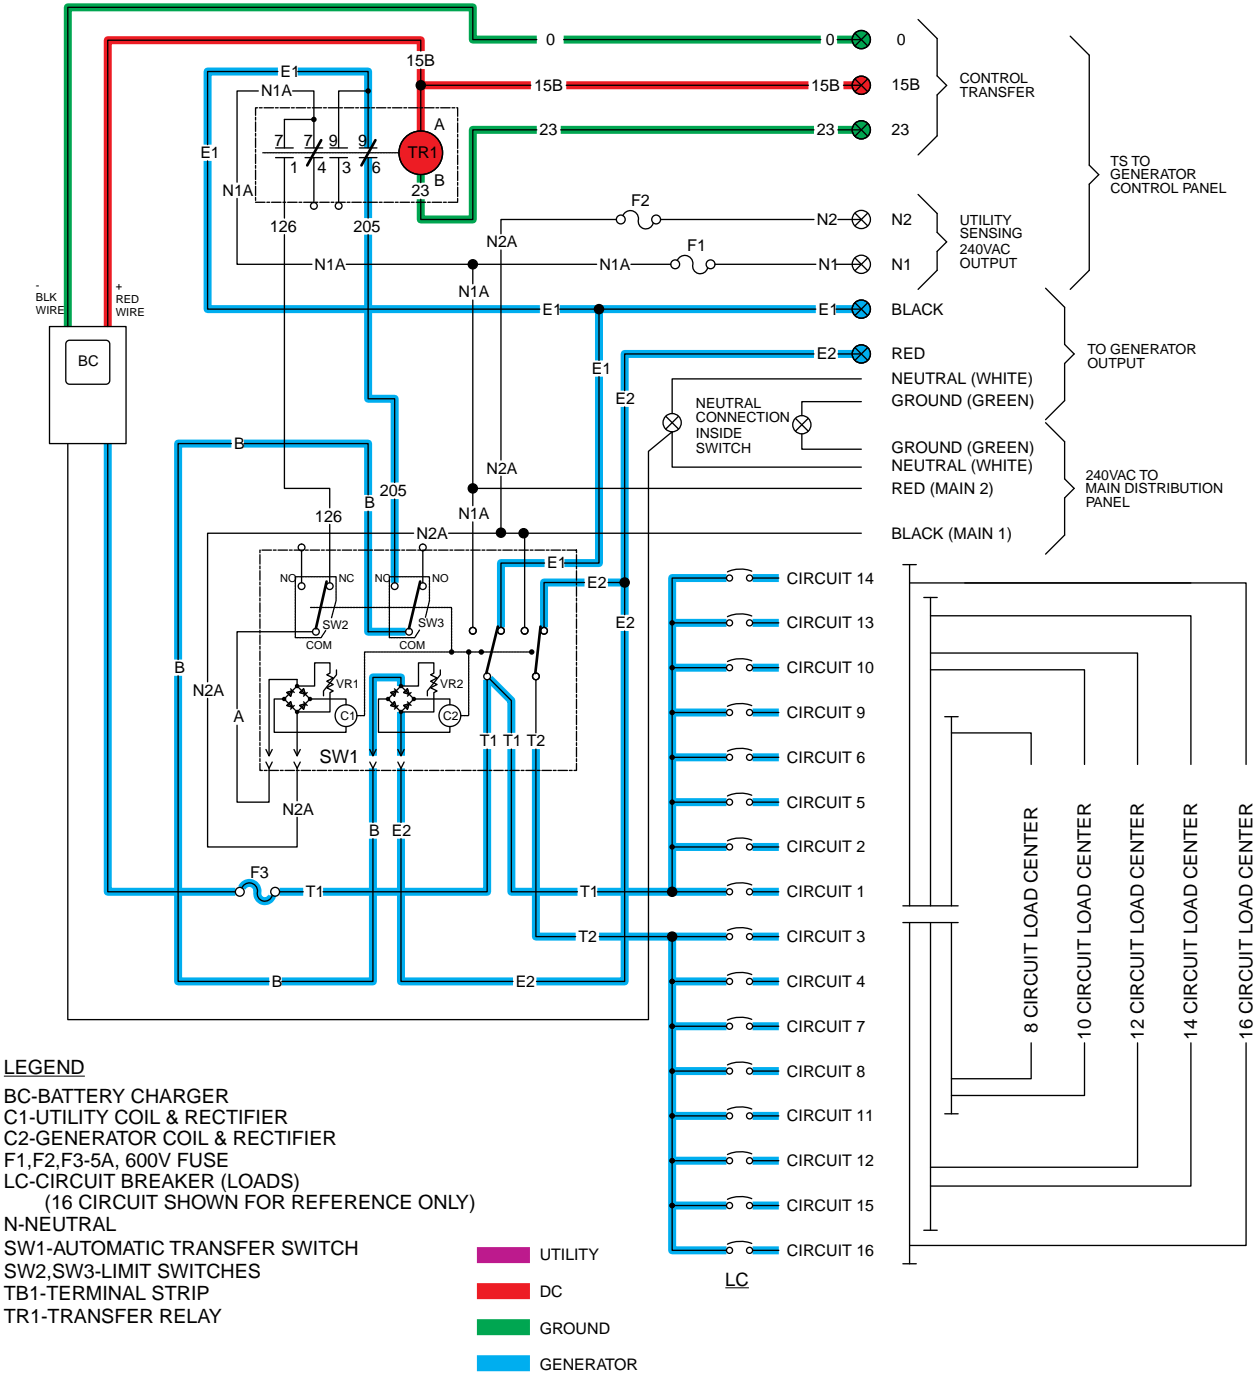 0
0
0
15B
E1
15B
15B
15B
CONTROL
TRANSFER
N1A
A
7
7
9
9
TR1
23
23
23
E1
1
4
3
6
B
23
TS TO
GENERATOR
CONTROL PANEL
N1A
F2
126
205
N2
N2
UTILITY
SENSING
240VAC
OUTPUT
N2A
F1
N1A
N1A
N1
N1
-
BLK
WIRE
+
RED
WIRE
N1A
E1
E1
BLACK
BC
E2
RED
TO GENERATOR
OUTPUT
E1
NEUTRAL (WHITE)
E2
NEUTRAL
CONNECTION
INSIDE
SWITCH
GROUND (GREEN)
B
GROUND (GREEN)
NEUTRAL (WHITE)
N2A
205
B
RED (MAIN 2)
240VAC TO
MAIN DISTRIBUTION
PANEL
126
N1A
N2A
BLACK (MAIN 1)
E1
NO
NC
NC
NO
E2
CIRCUIT 14
SW2
SW3
E2
CIRCUIT 13
COM
COM
B
CIRCUIT 10
N2A
VR1
VR2
A
C1
C2
CIRCUIT 9
T1
T1
T2
SW1
CIRCUIT 6
N2A
CIRCUIT 5
B
E2
CIRCUIT 2
F3
T1
T1
CIRCUIT 1
T2
CIRCUIT 3
B
E2
CIRCUIT 4
CIRCUIT 7
CIRCUIT 8
CIRCUIT 11
CIRCUIT 12
CIRCUIT 15
CIRCUIT 16
LC
8 CIRCUIT LOAD CENTER
10 CIRCUIT LOAD CENTER
12 CIRCUIT LOAD CENTER
14 CIRCUIT LOAD CENTER
16 CIRCUIT LOAD CENTER
LEGEND
BC-BATTERY CHARGER
C1-UTILITY COIL & RECTIFIER
C2-GENERATOR COIL & RECTIFIER
F1,F2,F3-5A, 600V FUSE
LC-CIRCUIT BREAKER (LOADS)
(16 CIRCUIT SHOWN FOR REFERENCE ONLY)
N-NEUTRAL
SW1-AUTOMATIC TRANSFER SWITCH
SW2,SW3-LIMIT SWITCHES
TB1-TERMINAL STRIP
TR1-TRANSFER RELAY
UTILITY
DC
GROUND
GENERATOR